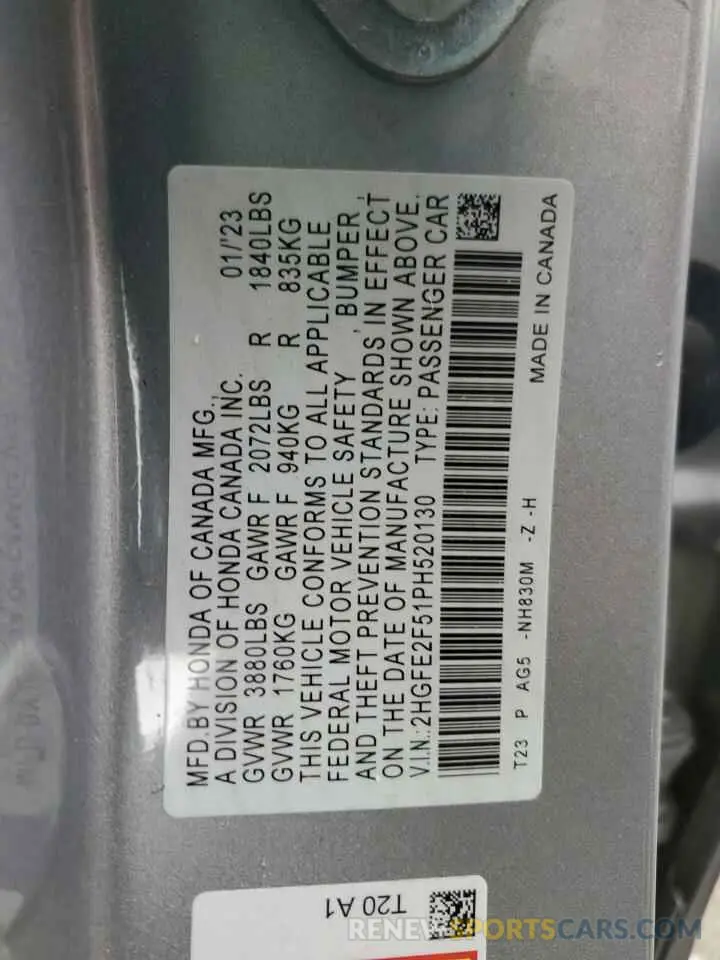 MFD.BY HONDA OF CANADA MFG., 01/'23
A DIVISION OF HONDA CANADA INC.
GVWR 3880LBS GAWR F 2072LBS R 1840LBS
GVWR 1760KG GAWR F 940KG R 835KG
THIS VEHICLE CONFORMS TO ALL APPLICABLE
FEDERAL MOTOR VEHICLE SAFETY, BUMPER,
AND THEFT PREVENTION STANDARDS IN EFFECT
ON THE DATE OF MANUFACTURE SHOWN ABOVE.
V.I.N.:2HGFE2F51PH520130 TYPE: PASSENGER CAR
T23 P AG5 -NH830M -Z -H
MADE IN CANADA
T20 A1
RENEWSPORTSCARS.COM